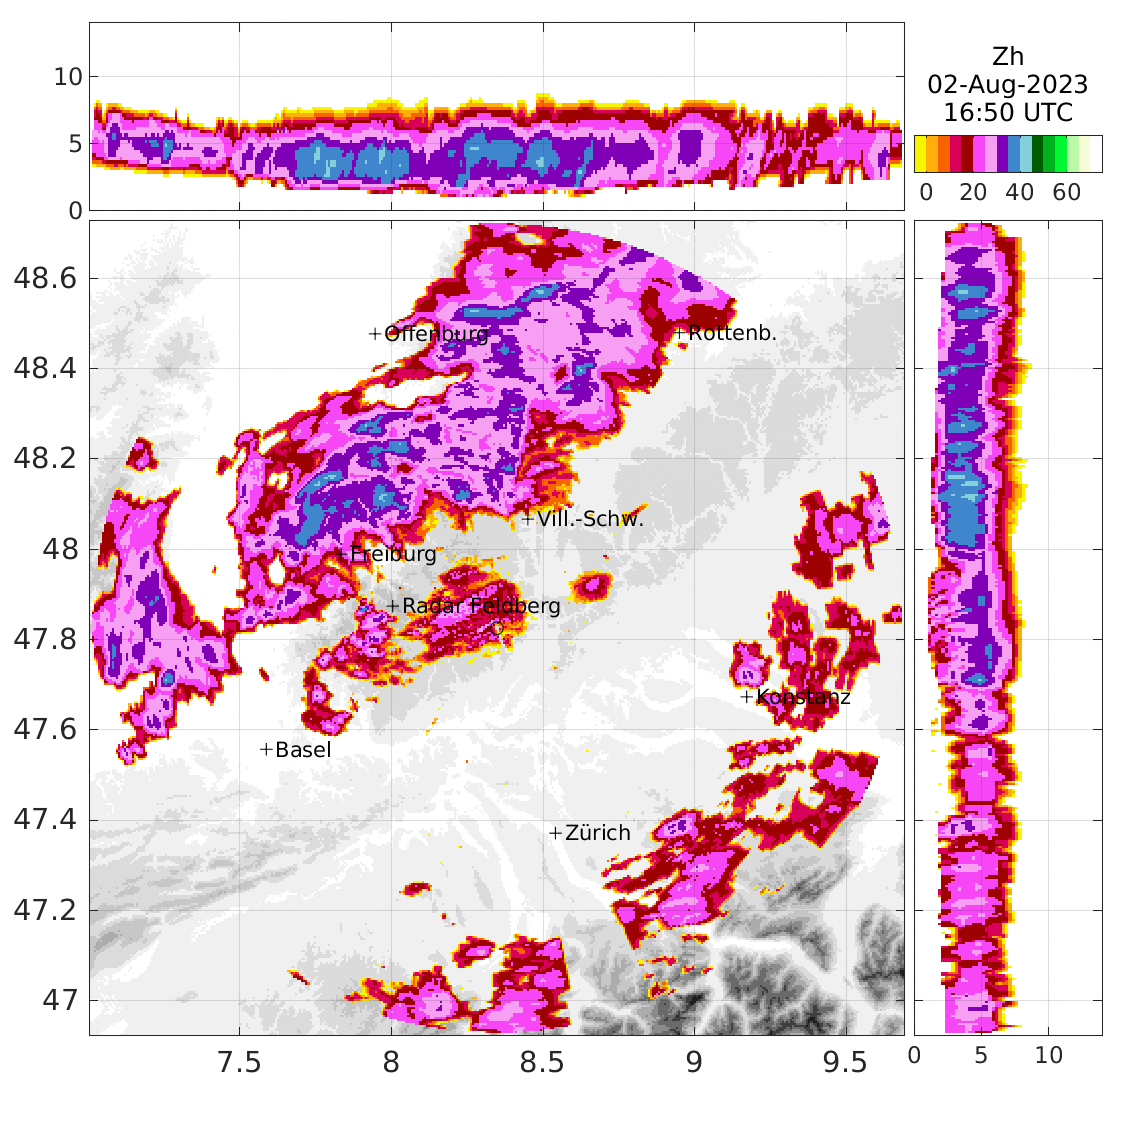 Zh
02-Aug-2023
16:50 UTC
10
5
0
0 20 40 60
48.6
+Offenburg
+Rottenb.
48.4
48.2
+Vill.-Schw.
48
+Freiburg
+Radar Feldberg
47.8
+Konstanz
47.6
+Basel
47.4
+Zürich
47.2
47
7.5 8 8.5 9 9.5
0 5 10